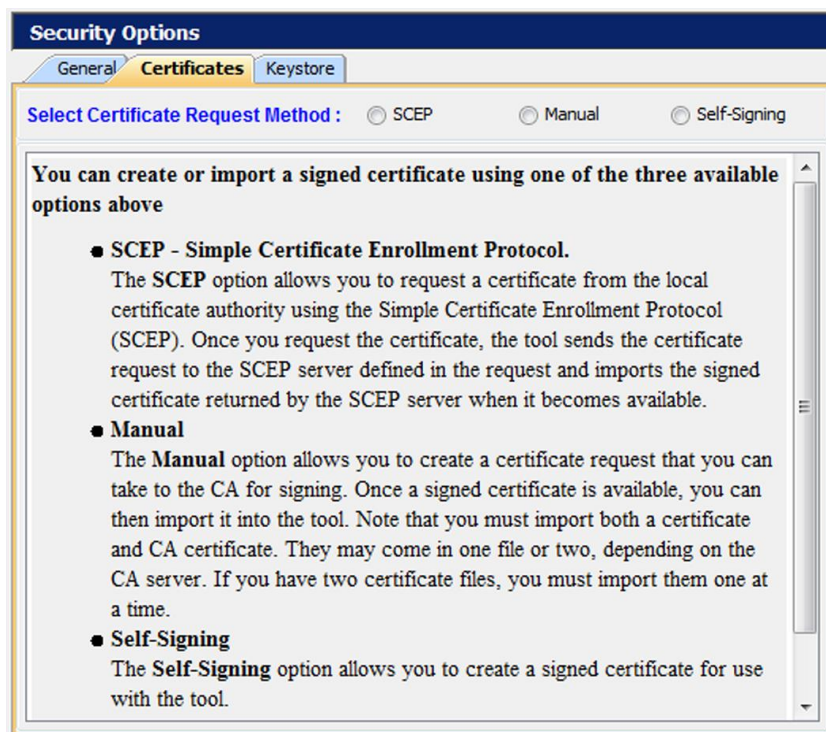 Security Options
General Certificates Keystore
Select Certificate Request Method : SCEP Manual Self-Signing
You can create or import a signed certificate using one of the three available
options above
SCEP - Simple Certificate Enrollment Protocol.
The SCEP option allows you to request a certificate from the local
certificate authority using the Simple Certificate Enrollment Protocol
(SCEP). Once you request the certificate, the tool sends the certificate
request to the SCEP server defined in the request and imports the signed
certificate returned by the SCEP server when it becomes available.
Manual
The Manual option allows you to create a certificate request that you can
take to the CA for signing. Once a signed certificate is available, you can
then import it into the tool. Note that you must import both a certificate
and CA certificate. They may come in one file or two, depending on the
CA server. If you have two certificate files, you must import them one at
a time.
Self-Signing
The Self-Signing option allows you to create a signed certificate for use
with the tool.